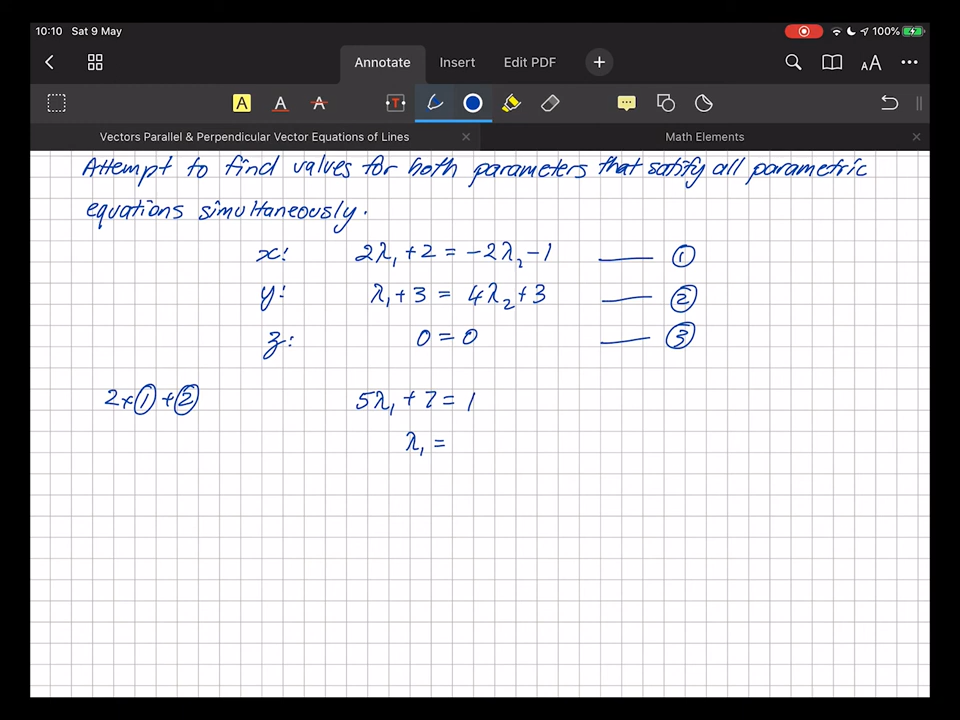 10:10 Sat 9 May 100%
Annotate Insert Edit PDF
AA
A A A T
Vectors Parallel & Perpendicular Vector Equations of Lines Math Elements
Attempt to find values for both parameters that satisfy all parametric
equations simultaneously.
x: 2λ₁ + 2 = −2λ₂ − 1 —— ①
y: λ₁ + 3 = 4λ₂ + 3 —— ②
z: 0 = 0 —— ③
2×① + ② 5λ₁ + 7 = 1
λ₁ =